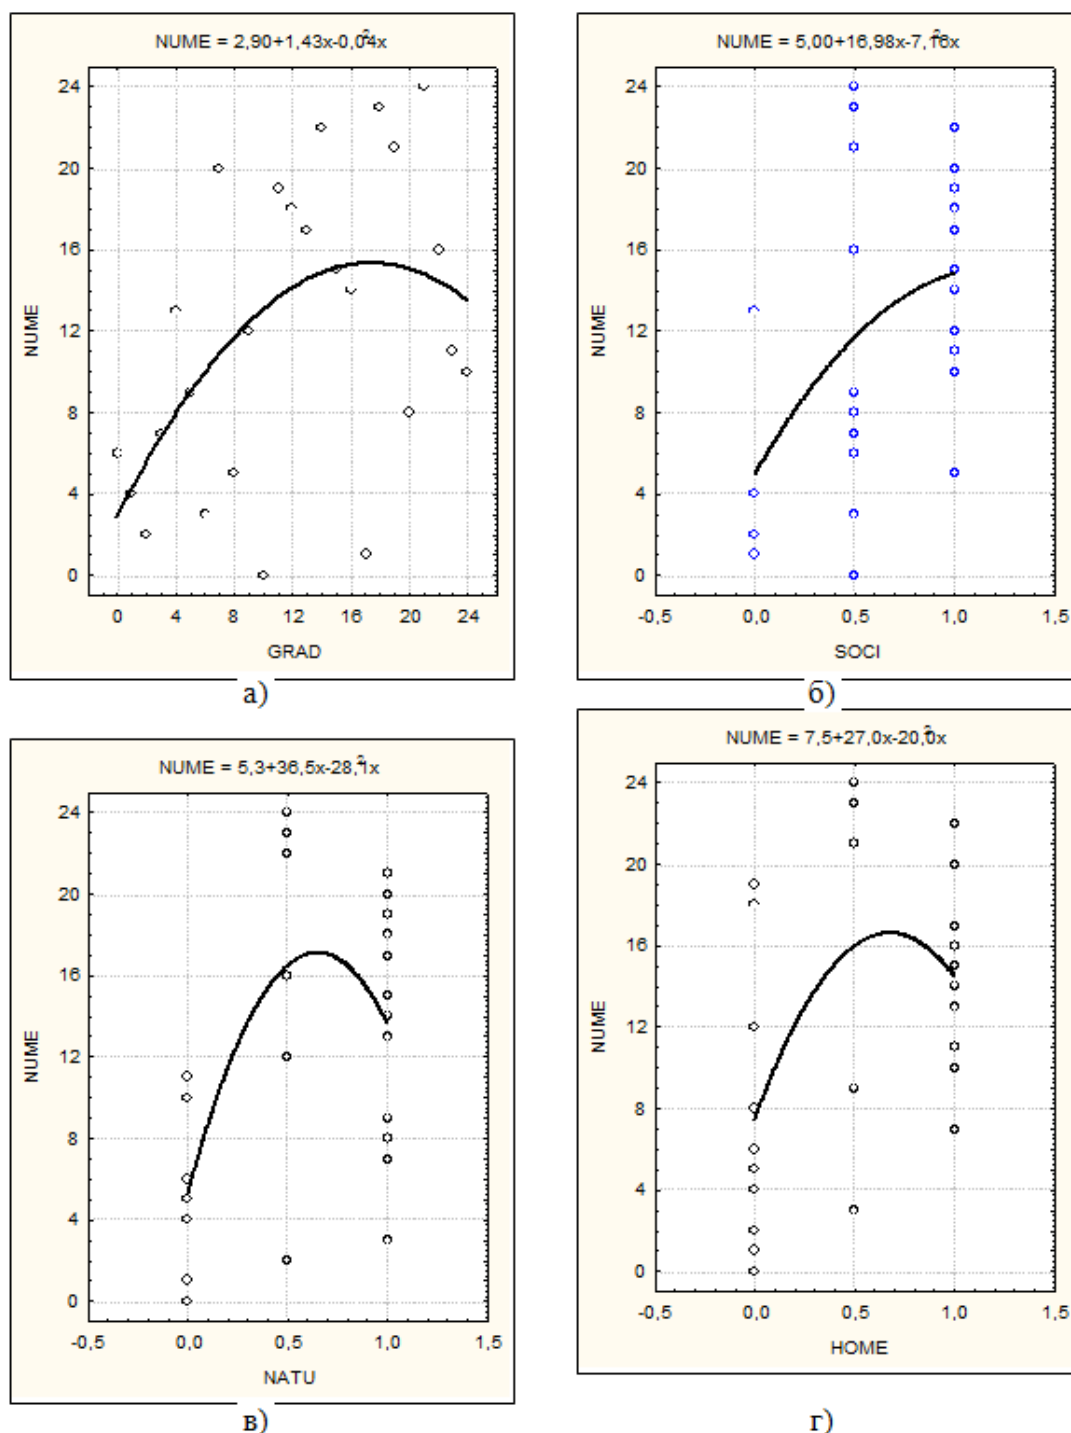 NUME = 2,90+1,43x-0,04x²
24
20
16
12
8
4
0
NUME
0 4 8 12 16 20 24
GRAD
а)
NUME = 5,00+16,98x-7,16x²
24
20
16
12
8
4
0
NUME
-0,5 0,0 0,5 1,0 1,5
SOCI
б)
NUME = 5,3+36,5x-28,1x²
24
20
16
12
8
4
0
NUME
-0,5 0,0 0,5 1,0 1,5
NATU
в)
NUME = 7,5+27,0x-20,0x²
24
20
16
12
8
4
0
NUME
-0,5 0,0 0,5 1,0 1,5
HOME
г)